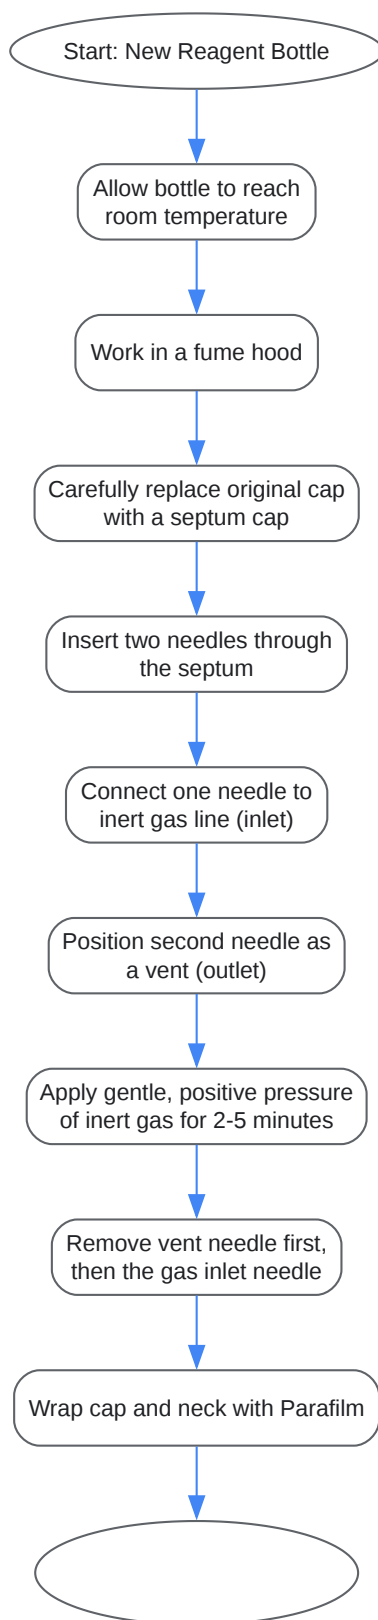 Start: New Reagent Bottle
Allow bottle to reach
room temperature
Work in a fume hood
Carefully replace original cap
with a septum cap
Insert two needles through
the septum
Connect one needle to
inert gas line (inlet)
Position second needle as
a vent (outlet)
Apply gentle, positive pressure
of inert gas for 2-5 minutes
Remove vent needle first,
then the gas inlet needle
Wrap cap and neck with Parafilm